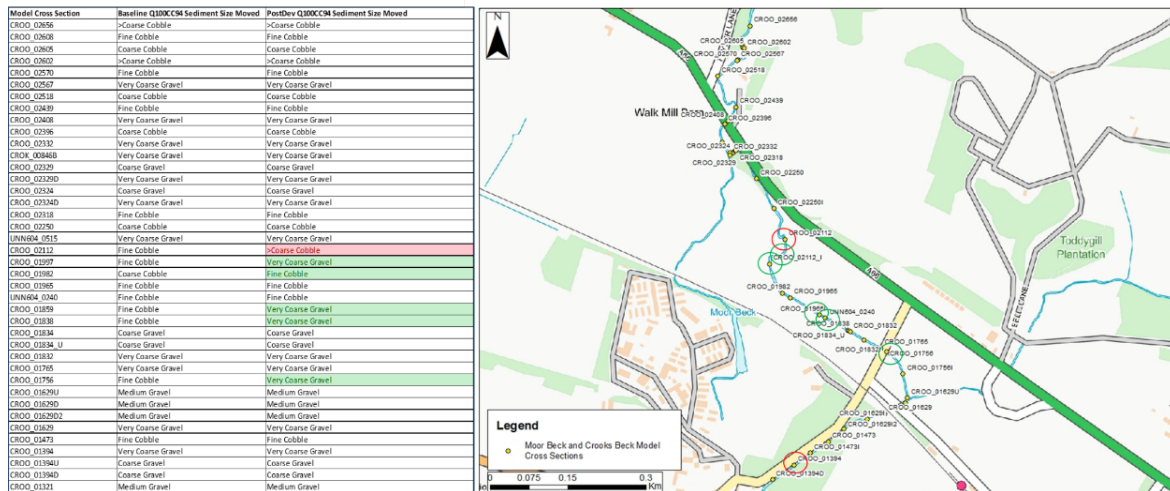 Model Cross Section Baseline Q100CC94 Sediment Size Moved PostDev Q100CC94 Sediment Size Moved
CROO_02656 >Coarse Cobble >Coarse Cobble
CROO_02608 Fine Cobble Fine Cobble
CROO_02605 Coarse Cobble Coarse Cobble
CROO_02602 >Coarse Cobble >Coarse Cobble
CROO_02570 Fine Cobble Fine Cobble
CROO_02567 Very Coarse Gravel Very Coarse Gravel
CROO_02518 Coarse Cobble Coarse Cobble
CROO_02439 Fine Cobble Fine Cobble
CROO_02408 Very Coarse Gravel Very Coarse Gravel
CROO_02396 Coarse Cobble Coarse Cobble
CROO_02332 Very Coarse Gravel Very Coarse Gravel
CROK_00846B Very Coarse Gravel Very Coarse Gravel
CROO_02329 Coarse Gravel Coarse Gravel
CROO_02329D Very Coarse Gravel Very Coarse Gravel
CROO_02324 Coarse Gravel Coarse Gravel
CROO_02324D Very Coarse Gravel Very Coarse Gravel
CROO_02318 Fine Cobble Fine Cobble
CROO_02250 Coarse Cobble Coarse Cobble
UNN604_0515 Very Coarse Gravel Very Coarse Gravel
CROO_02112 Fine Cobble >Coarse Cobble
CROO_01997 Fine Cobble Very Coarse Gravel
CROO_01982 Coarse Cobble Fine Cobble
CROO_01965 Fine Cobble Fine Cobble
UNN604_0240 Fine Cobble Fine Cobble
CROO_01859 Fine Cobble Very Coarse Gravel
CROO_01838 Fine Cobble Very Coarse Gravel
CROO_01834 Coarse Gravel Coarse Gravel
CROO_01834_U Coarse Gravel Coarse Gravel
CROO_01832 Very Coarse Gravel Very Coarse Gravel
CROO_01765 Very Coarse Gravel Very Coarse Gravel
CROO_01756 Fine Cobble Very Coarse Gravel
CROO_01629U Medium Gravel Medium Gravel
CROO_01629D Medium Gravel Medium Gravel
CROO_01629D2 Medium Gravel Medium Gravel
CROO_01629 Very Coarse Gravel Very Coarse Gravel
CROO_01473 Fine Cobble Fine Cobble
CROO_01394 Very Coarse Gravel Very Coarse Gravel
CROO_01394U Coarse Gravel Coarse Gravel
CROO_01394D Coarse Gravel Coarse Gravel
CROO_01321 Medium Gravel Medium Gravel
N
LANE
A66
CROO_02656
CROO_02605 CROO_02602
CROO_02570 CROO_02567
CROO_02518
CROO_02439
Walk Mill
CROO_02408 CROO_02396
CROO_02324 CROO_02332
CROO_02318
CROO_02329
CROO_02250
CROO_02250I
CROO_02112
CROO_02112_I
Toddygill
Plantation
A66
CROO_01982 CROO_01965
Moor Beck
UNN604_0240
CROO_01838 CROO_01832
CROO_01834_U
CROO_01765
CROO_01756
CROO_01756I
CROO_01629U
CROO_01629
CROO_01473
CROO_01473I
CROO_01394
CROO_01394D
Legend
Moor Beck and Crooks Beck Model
Cross Sections
0 0.075 0.15 0.3
Km